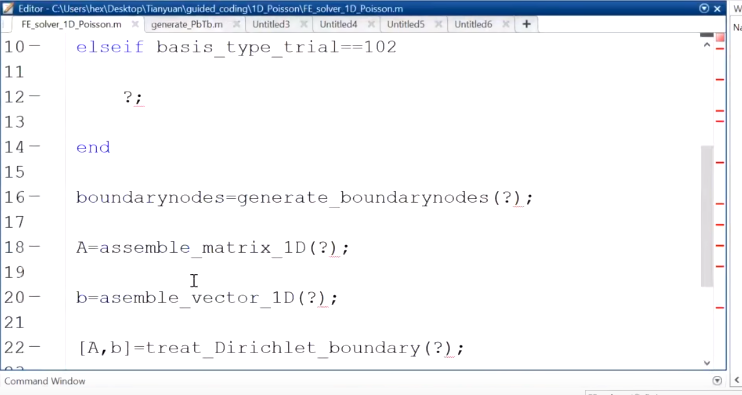 Editor - C:\Users\hex\Desktop\Tianyuan\guided_coding\1D_Poisson\FE_solver_1D_Poisson.m
FE_solver_1D_Poisson.m generate_PbTb.m Untitled3 Untitled4 Untitled5 Untitled6
10 elseif basis_type_trial==102
11
12 ?;
13
14 end
15
16 boundarynodes=generate_boundarynodes(?);
17
18 A=assemble_matrix_1D(?);
19
20 b=asemble_vector_1D(?);
21
22 [A,b]=treat_Dirichlet_boundary(?);
Command Window